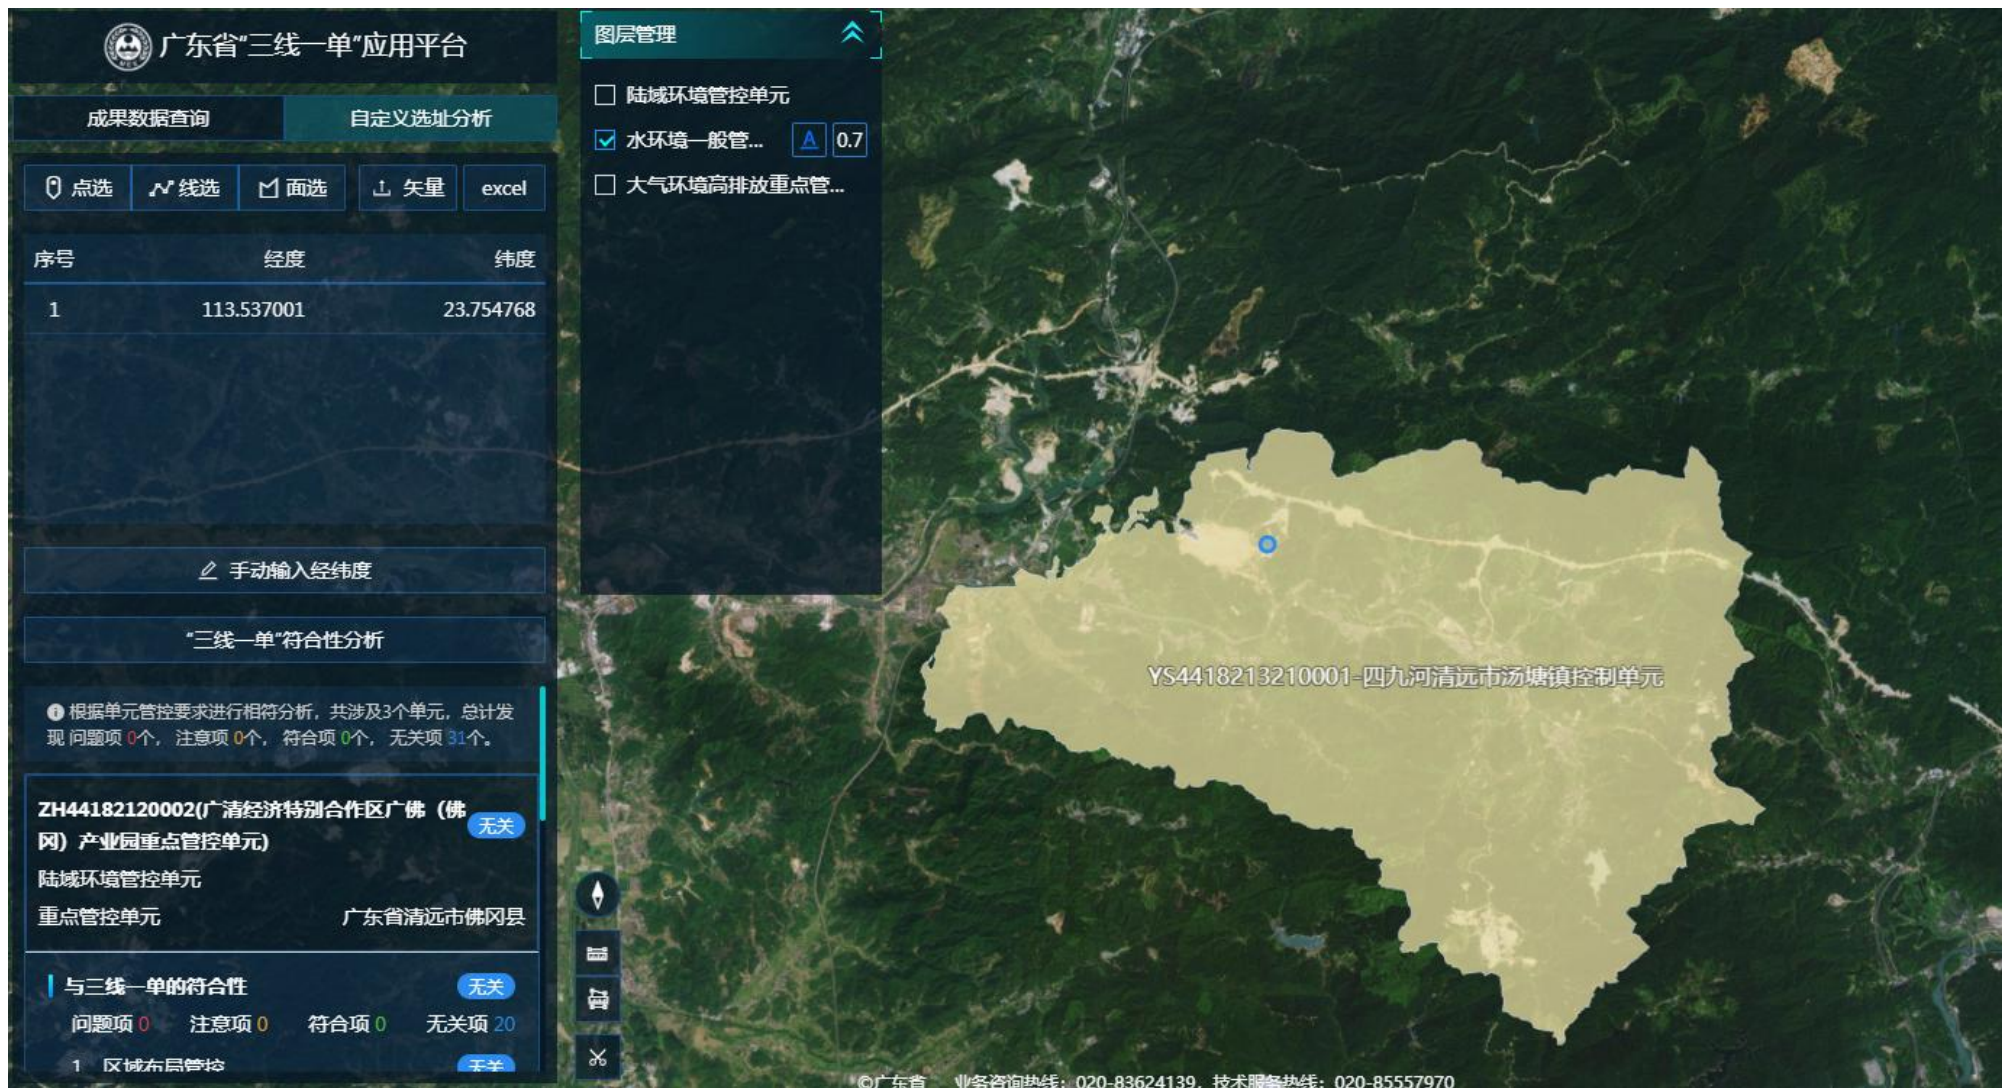 广东省"三线一单"应用平台
成果数据查询
自定义选址分析
点选
线选
面选
矢量
excel
序号 经度 纬度
1 113.537001 23.754768
手动输入经纬度
"三线一单"符合性分析
根据单元管控要求进行相符分析，共涉及3个单元，总计发
现 问题项 0个， 注意项 0个， 符合项 0个， 无关项 31个。
ZH44182120002(广清经济特别合作区广佛（佛
冈）产业园重点管控单元)
无关
陆域环境管控单元
重点管控单元 广东省清远市佛冈县
与三线一单的符合性 无关
问题项 0 注意项 0 符合项 0 无关项 20
1 区域布局管控 无关
图层管理
陆域环境管控单元
水环境一般管... A 0.7
大气环境高排放重点管...
YS4418213210001-四九河清远市汤塘镇控制单元
©广东省 业务咨询热线：020-83624139，技术服务热线：020-85557970